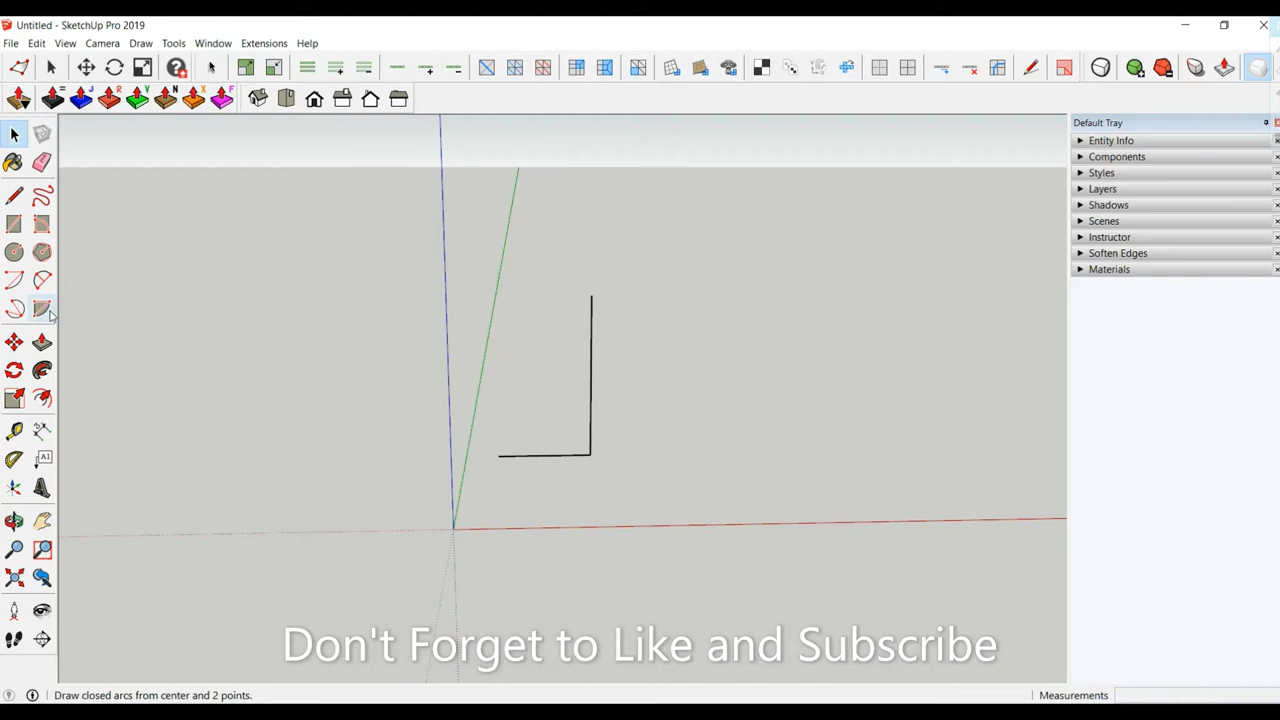 Untitled - SketchUp Pro 2019
File Edit View Camera Draw Tools Window Extensions Help
= J R V N X F
Default Tray
Entity Info
Components
Styles
Layers
Shadows
Scenes
Instructor
Soften Edges
Materials
A1
Don't Forget to Like and Subscribe
Draw closed arcs from center and 2 points.
Measurements